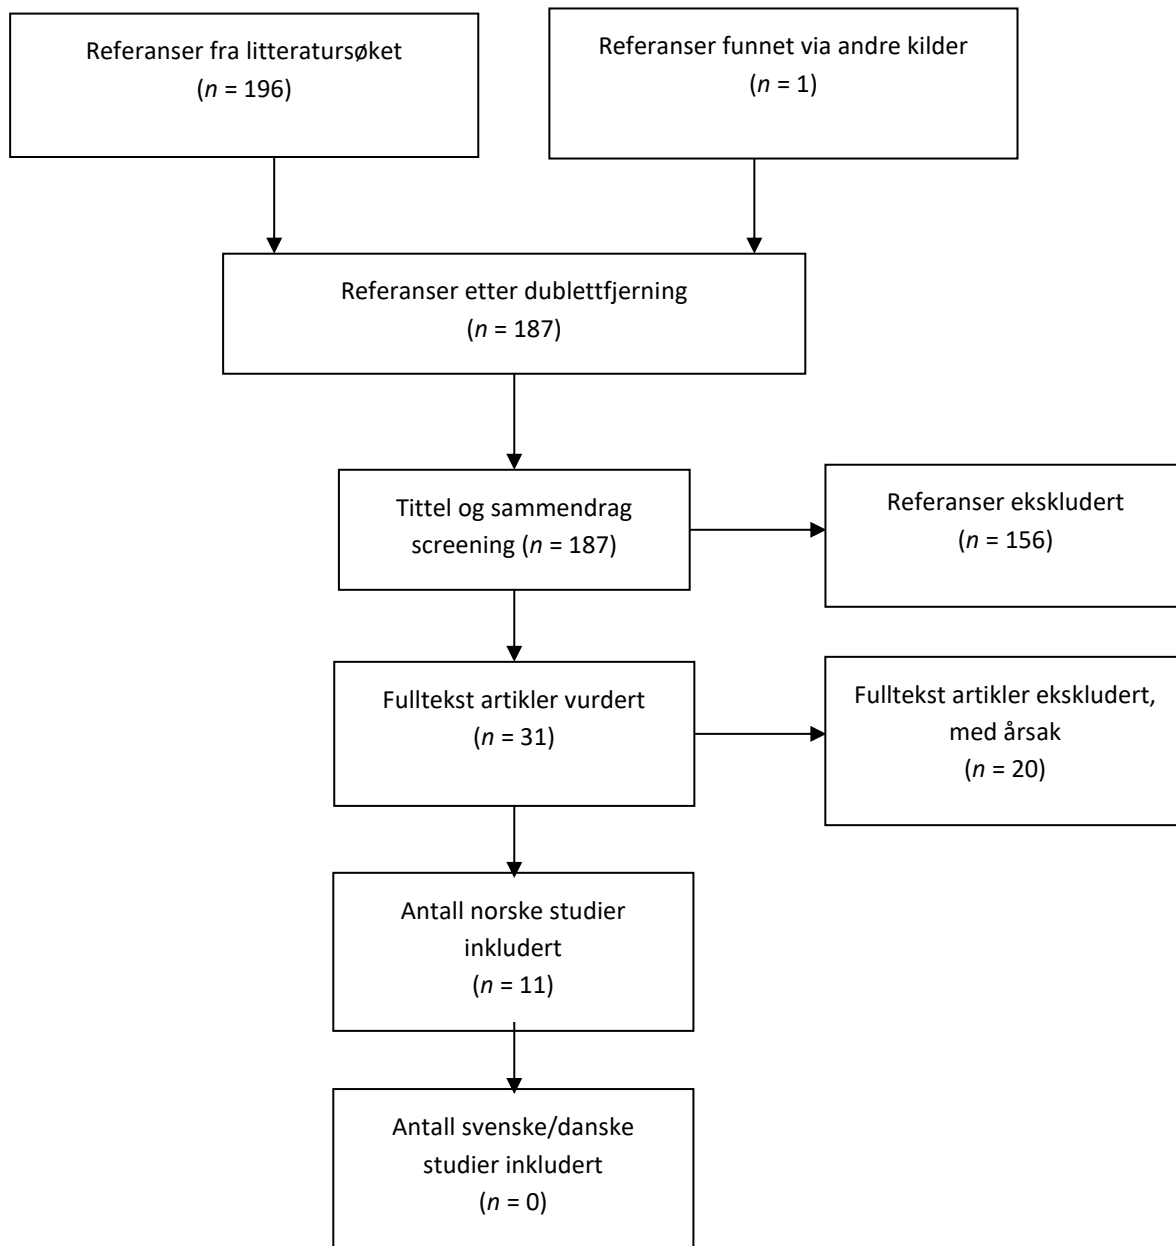 Referanser fra litteratursøket
(n = 196)
Referanser funnet via andre kilder
(n = 1)
Referanser etter dublettfjerning
(n = 187)
Tittel og sammendrag
screening (n = 187)
Referanser ekskludert
(n = 156)
Fulltekst artikler vurdert
(n = 31)
Fulltekst artikler ekskludert,
med årsak
(n = 20)
Antall norske studier
inkludert
(n = 11)
Antall svenske/danske
studier inkludert
(n = 0)